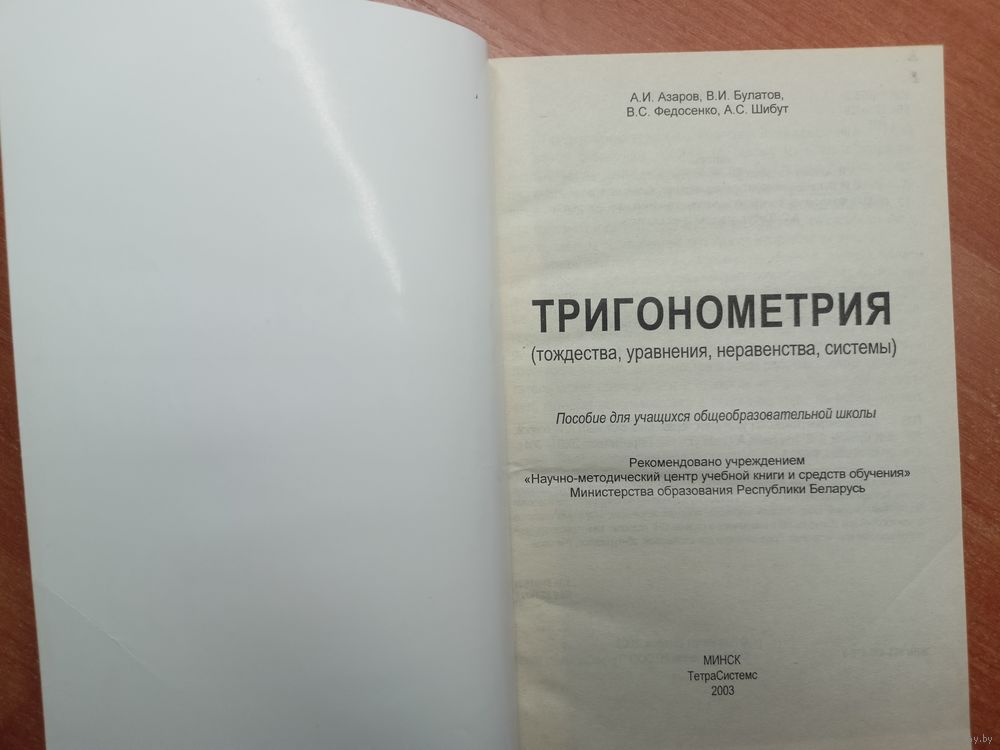 А.И. Азаров, В.И. Булатов,
В.С. Федосенко, А.С. Шибут
ТРИГОНОМЕТРИЯ
(тождества, уравнения, неравенства, системы)
Пособие для учащихся общеобразовательной школы
Рекомендовано учреждением
«Научно-методический центр учебной книги и средств обучения»
Министерства образования Республики Беларусь
МИНСК
ТетраСистемс
2003